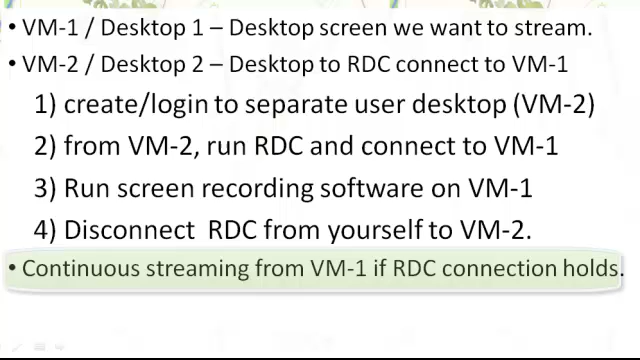 • VM-1 / Desktop 1 – Desktop screen we want to stream.
• VM-2 / Desktop 2 – Desktop to RDC connect to VM-1
1) create/login to separate user desktop (VM-2)
2) from VM-2, run RDC and connect to VM-1
3) Run screen recording software on VM-1
4) Disconnect RDC from yourself to VM-2.
• Continuous streaming from VM-1 if RDC connection holds.